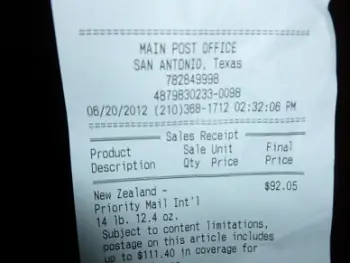 MAIN POST OFFICE
SAN ANTONIO, Texas
782849998
4879830233-0098
06/20/2012 (210)368-1712 02:32:06 PM
Sales Receipt
Product Sale Unit Final
Description Qty Price Price
New Zealand - $92.05
Priority Mail Int'l
14 lb. 12.4 oz.
Subject to content limitations,
postage on this article includes
up to $111.40 in coverage for